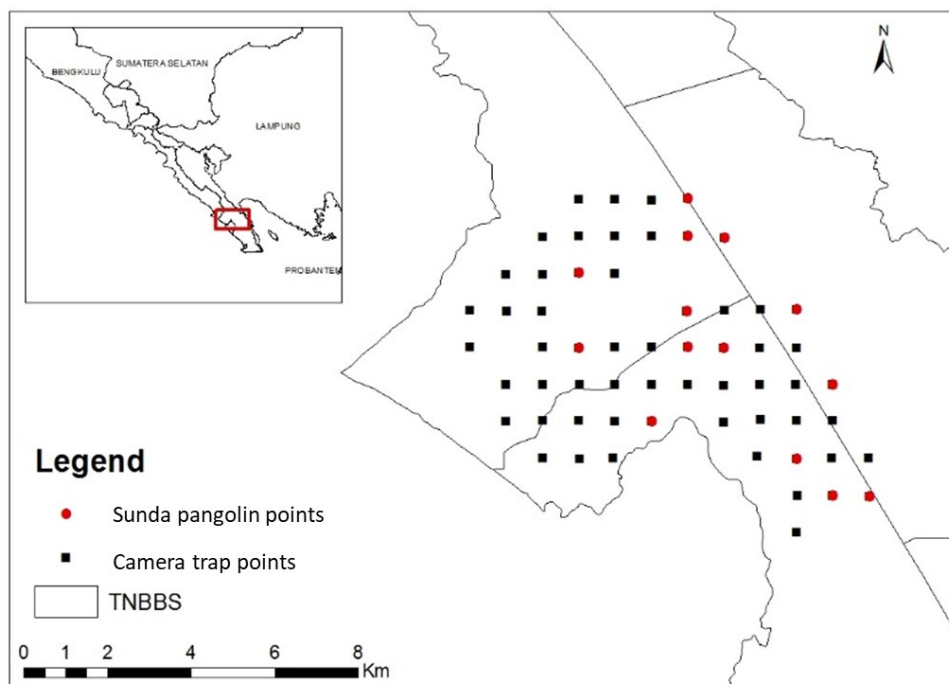 SUMATERA SELATAN
BENGKULU
LAMPUNG
PROBANTEN
N
Legend
Sunda pangolin points
Camera trap points
TNBBS
0 1 2 4 6 8
Km